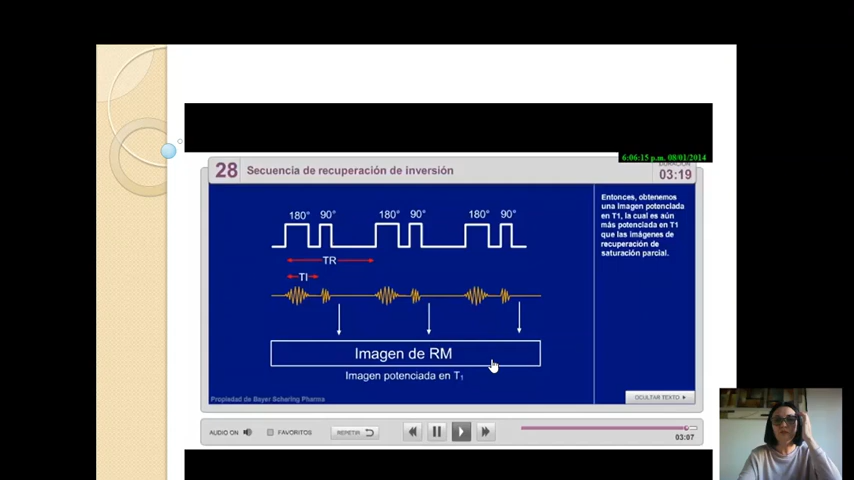 6:06:15 p.m. 08/01/2014
28 Secuencia de recuperación de inversión
03:19
180° 90° 180° 90° 180° 90°
TR
TI
Imagen de RM
Imagen potenciada en T₁
Entonces, obtenemos
una imagen potenciada
en T1, la cual es aún
más potenciada en T1
que las imágenes de
recuperación de
saturación parcial.
Propiedad de Bayer Schering Pharma
OCULTAR TEXTO
AUDIO ON
FAVORITOS
REPETIR
03:07